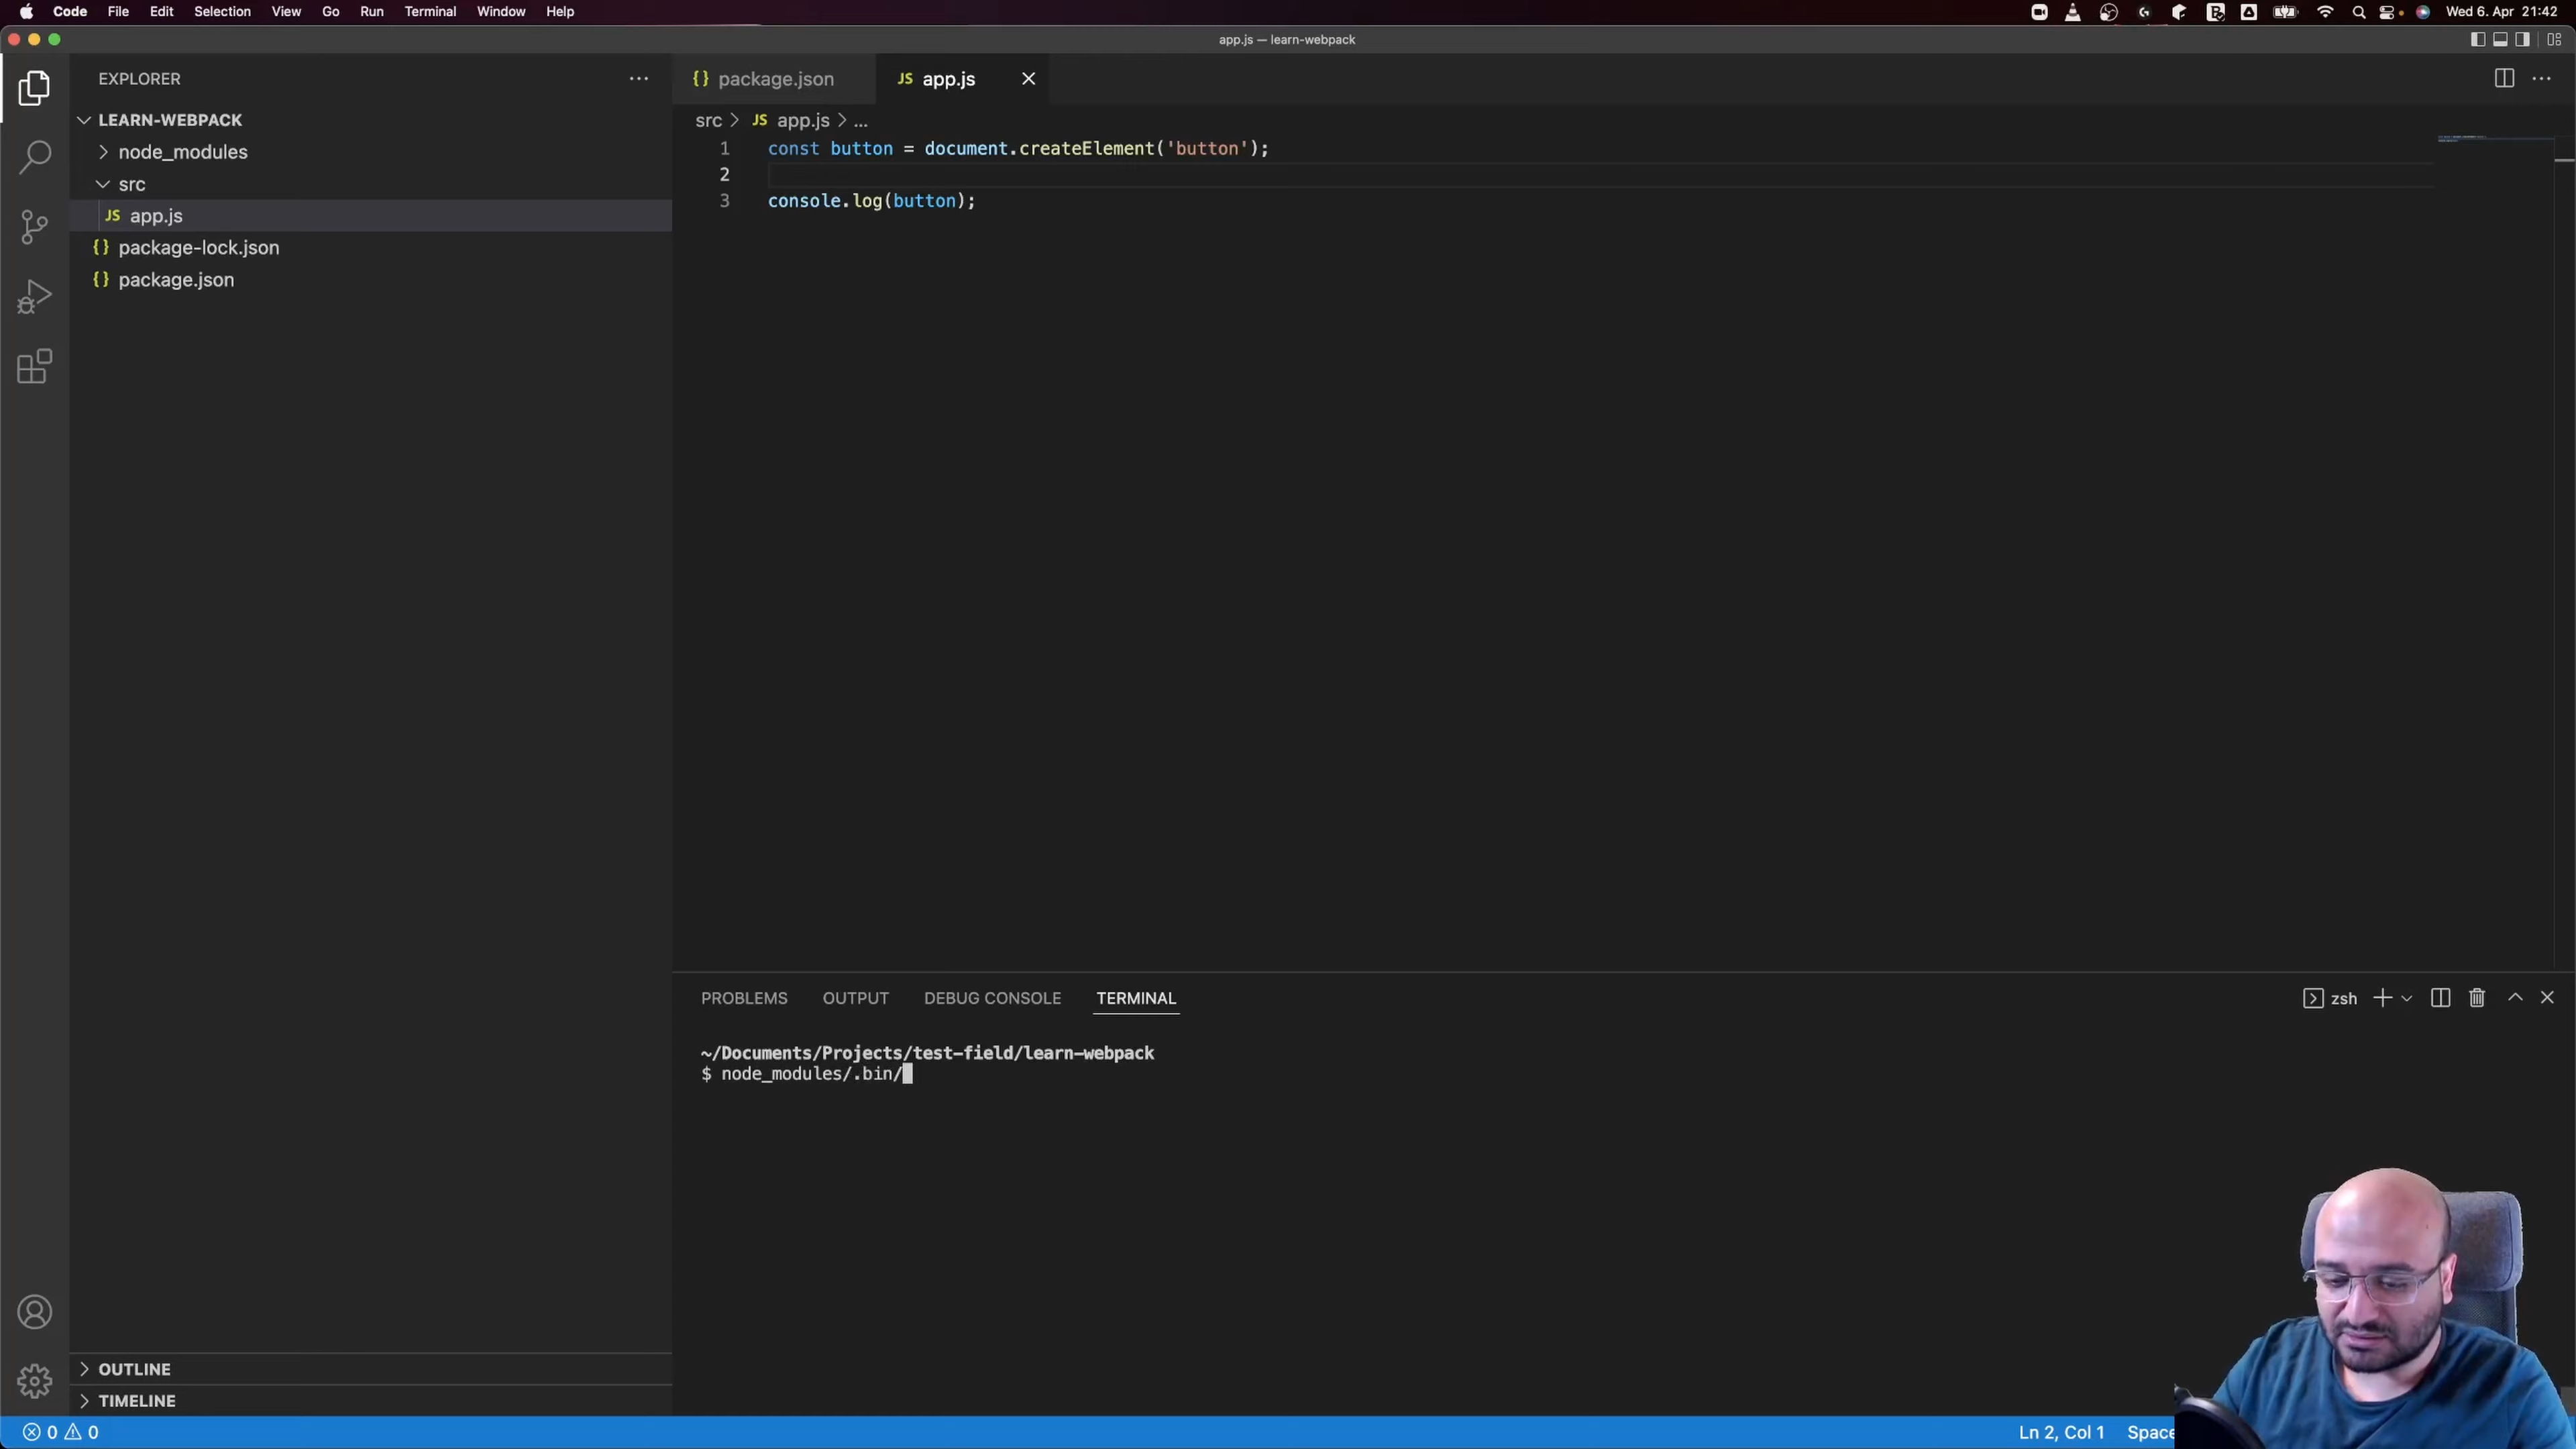 Code File Edit Selection View Go Run Terminal Window Help Wed 6. Apr 21:42
app.js — learn-webpack
EXPLORER
LEARN-WEBPACK
node_modules
src
JS app.js
{} package-lock.json
{} package.json
OUTLINE
TIMELINE
{} package.json JS app.js
src > JS app.js > ...
1 const button = document.createElement('button');
2
3 console.log(button);
PROBLEMS OUTPUT DEBUG CONSOLE TERMINAL zsh
~/Documents/Projects/test-field/learn-webpack
$ node_modules/.bin/
0 0 Ln 2, Col 1 Space